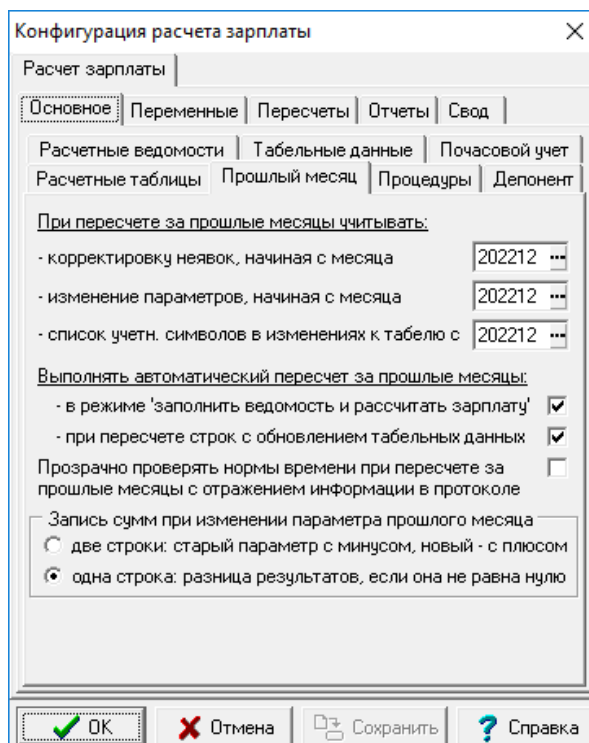 Конфигурация расчета зарплаты
Расчет зарплаты
Основное Переменные Пересчеты Отчеты Свод
Расчетные ведомости Табельные данные Почасовой учет
Расчетные таблицы Прошлый месяц Процедуры Депонент
При пересчете за прошлые месяцы учитывать:
- корректировку неявок, начиная с месяца 202212 ...
- изменение параметров, начиная с месяца 202212 ...
- список учетн. символов в изменениях к табелю с 202212 ...
Выполнять автоматический пересчет за прошлые месяцы:
- в режиме 'заполнить ведомость и рассчитать зарплату'
- при пересчете строк с обновлением табельных данных
Прозрачно проверять нормы времени при пересчете за
прошлые месяцы с отражением информации в протоколе
Запись сумм при изменении параметра прошлого месяца
две строки: старый параметр с минусом, новый - с плюсом
одна строка: разница результатов, если она не равна нулю
OK Отмена Сохранить Справка